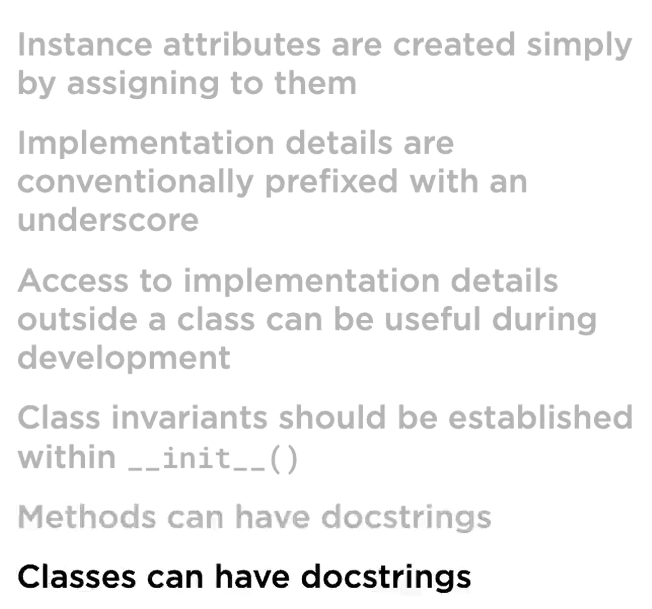 Instance attributes are created simply
by assigning to them
Implementation details are
conventionally prefixed with an
underscore
Access to implementation details
outside a class can be useful during
development
Class invariants should be established
within __init__()
Methods can have docstrings
Classes can have docstrings